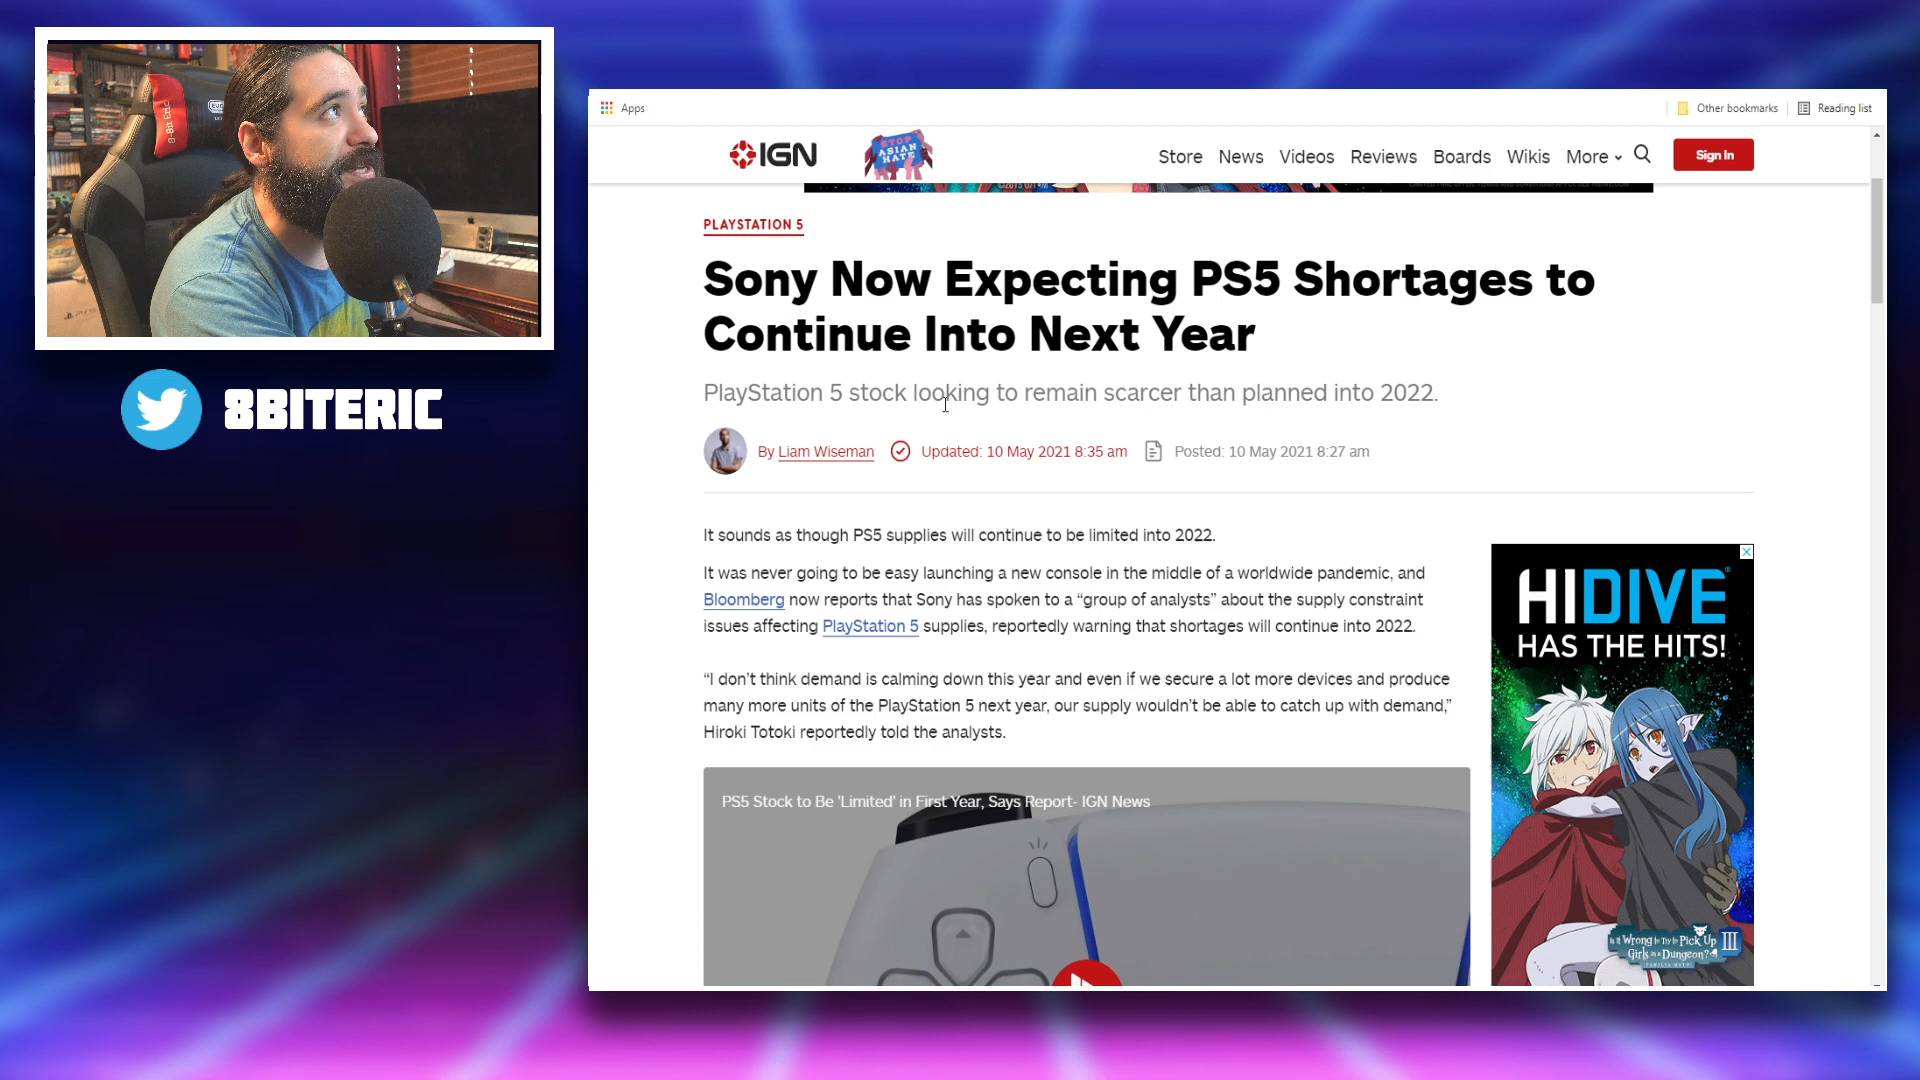 8-Bit Eric
EVO
PS
8BITERIC
Apps
Other bookmarks
Reading list
IGN
STOP
ASIAN
HATE
Store
News
Videos
Reviews
Boards
Wikis
More
Sign In
PLAYSTATION 5
Sony Now Expecting PS5 Shortages to
Continue Into Next Year
PlayStation 5 stock looking to remain scarcer than planned into 2022.
By Liam Wiseman
Updated: 10 May 2021 8:35 am
Posted: 10 May 2021 8:27 am
It sounds as though PS5 supplies will continue to be limited into 2022.
It was never going to be easy launching a new console in the middle of a worldwide pandemic, and
Bloomberg now reports that Sony has spoken to a “group of analysts” about the supply constraint
issues affecting PlayStation 5 supplies, reportedly warning that shortages will continue into 2022.
“I don’t think demand is calming down this year and even if we secure a lot more devices and produce
many more units of the PlayStation 5 next year, our supply wouldn’t be able to catch up with demand,”
Hiroki Totoki reportedly told the analysts.
PS5 Stock to Be 'Limited' in First Year, Says Report- IGN News
HIDIVE
HAS THE HITS!
Is it Wrong to Try to Pick Up
Girls in a Dungeon? III